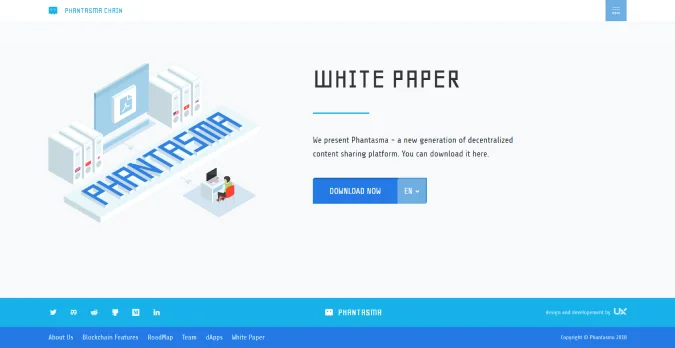 PHANTASMA CHAIN
WHITE PAPER
We present Phantasma - a new generation of decentralized
content sharing platform. You can download it here.
DOWNLOAD NOW EN
PHANTASMA
PHANTASMA
Design and developement by UX
About Us Blockchain Features RoadMap Team dApps White Paper
Copyright © Phantasma 2018